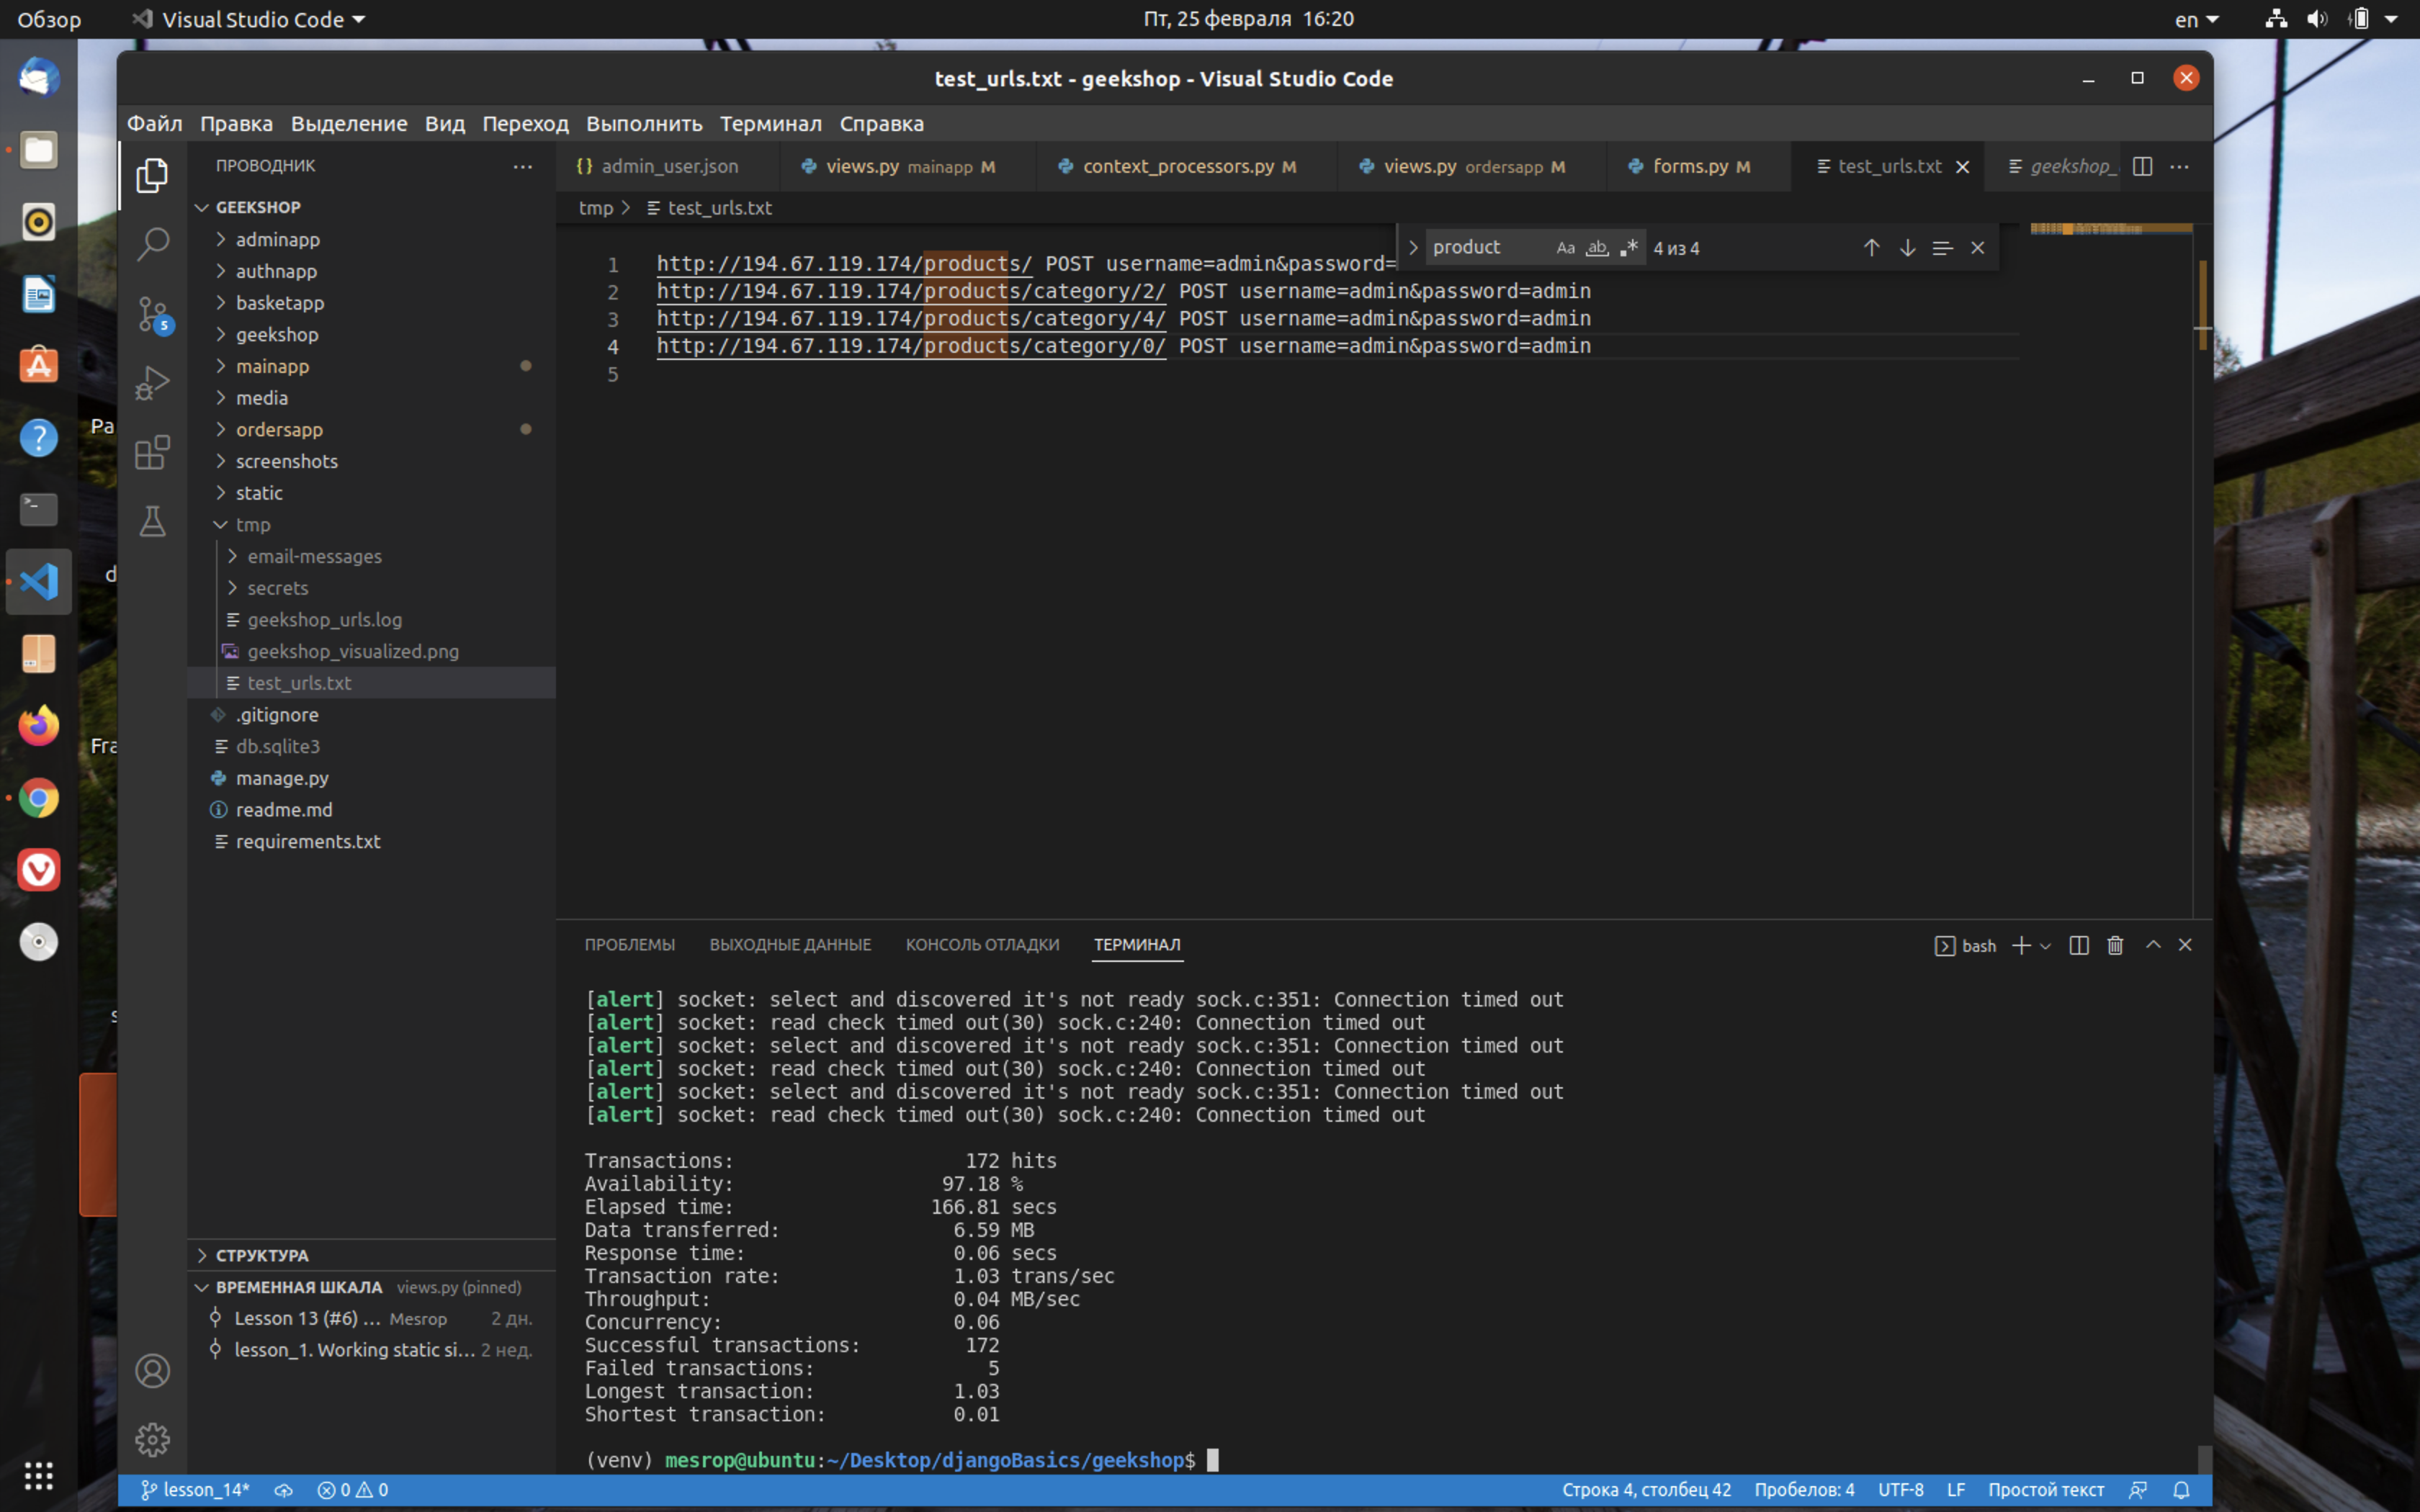 Обзор
Visual Studio Code
Пт, 25 февраля 16:20
en
test_urls.txt - geekshop - Visual Studio Code
Файл Правка Выделение Вид Переход Выполнить Терминал Справка
ПРОВОДНИК
GEEKSHOP
adminapp
authnapp
basketapp
geekshop
mainapp
media
ordersapp
screenshots
static
tmp
email-messages
secrets
geekshop_urls.log
geekshop_visualized.png
test_urls.txt
.gitignore
db.sqlite3
manage.py
readme.md
requirements.txt
СТРУКТУРА
ВРЕМЕННАЯ ШКАЛА views.py (pinned)
Lesson 13 (#6) ... Mesrop 2 дн.
lesson_1. Working static si... 2 нед.
5
Pa
d
Fra
s
{} admin_user.json
views.py mainapp M
context_processors.py M
views.py ordersapp M
forms.py M
test_urls.txt
geekshop_
tmp > test_urls.txt
product Aa ab 4 из 4
1 http://194.67.119.174/products/ POST username=admin&password=
2 http://194.67.119.174/products/category/2/ POST username=admin&password=admin
3 http://194.67.119.174/products/category/4/ POST username=admin&password=admin
4 http://194.67.119.174/products/category/0/ POST username=admin&password=admin
5
ПРОБЛЕМЫ ВЫХОДНЫЕ ДАННЫЕ КОНСОЛЬ ОТЛАДКИ ТЕРМИНАЛ
bash
[alert] socket: select and discovered it's not ready sock.c:351: Connection timed out
[alert] socket: read check timed out(30) sock.c:240: Connection timed out
[alert] socket: select and discovered it's not ready sock.c:351: Connection timed out
[alert] socket: read check timed out(30) sock.c:240: Connection timed out
[alert] socket: select and discovered it's not ready sock.c:351: Connection timed out
[alert] socket: read check timed out(30) sock.c:240: Connection timed out
Transactions: 172 hits
Availability: 97.18 %
Elapsed time: 166.81 secs
Data transferred: 6.59 MB
Response time: 0.06 secs
Transaction rate: 1.03 trans/sec
Throughput: 0.04 MB/sec
Concurrency: 0.06
Successful transactions: 172
Failed transactions: 5
Longest transaction: 1.03
Shortest transaction: 0.01
(venv) mesrop@ubuntu:~/Desktop/djangoBasics/geekshop$
lesson_14* 0 0
Строка 4, столбец 42 Пробелов: 4 UTF-8 LF Простой текст